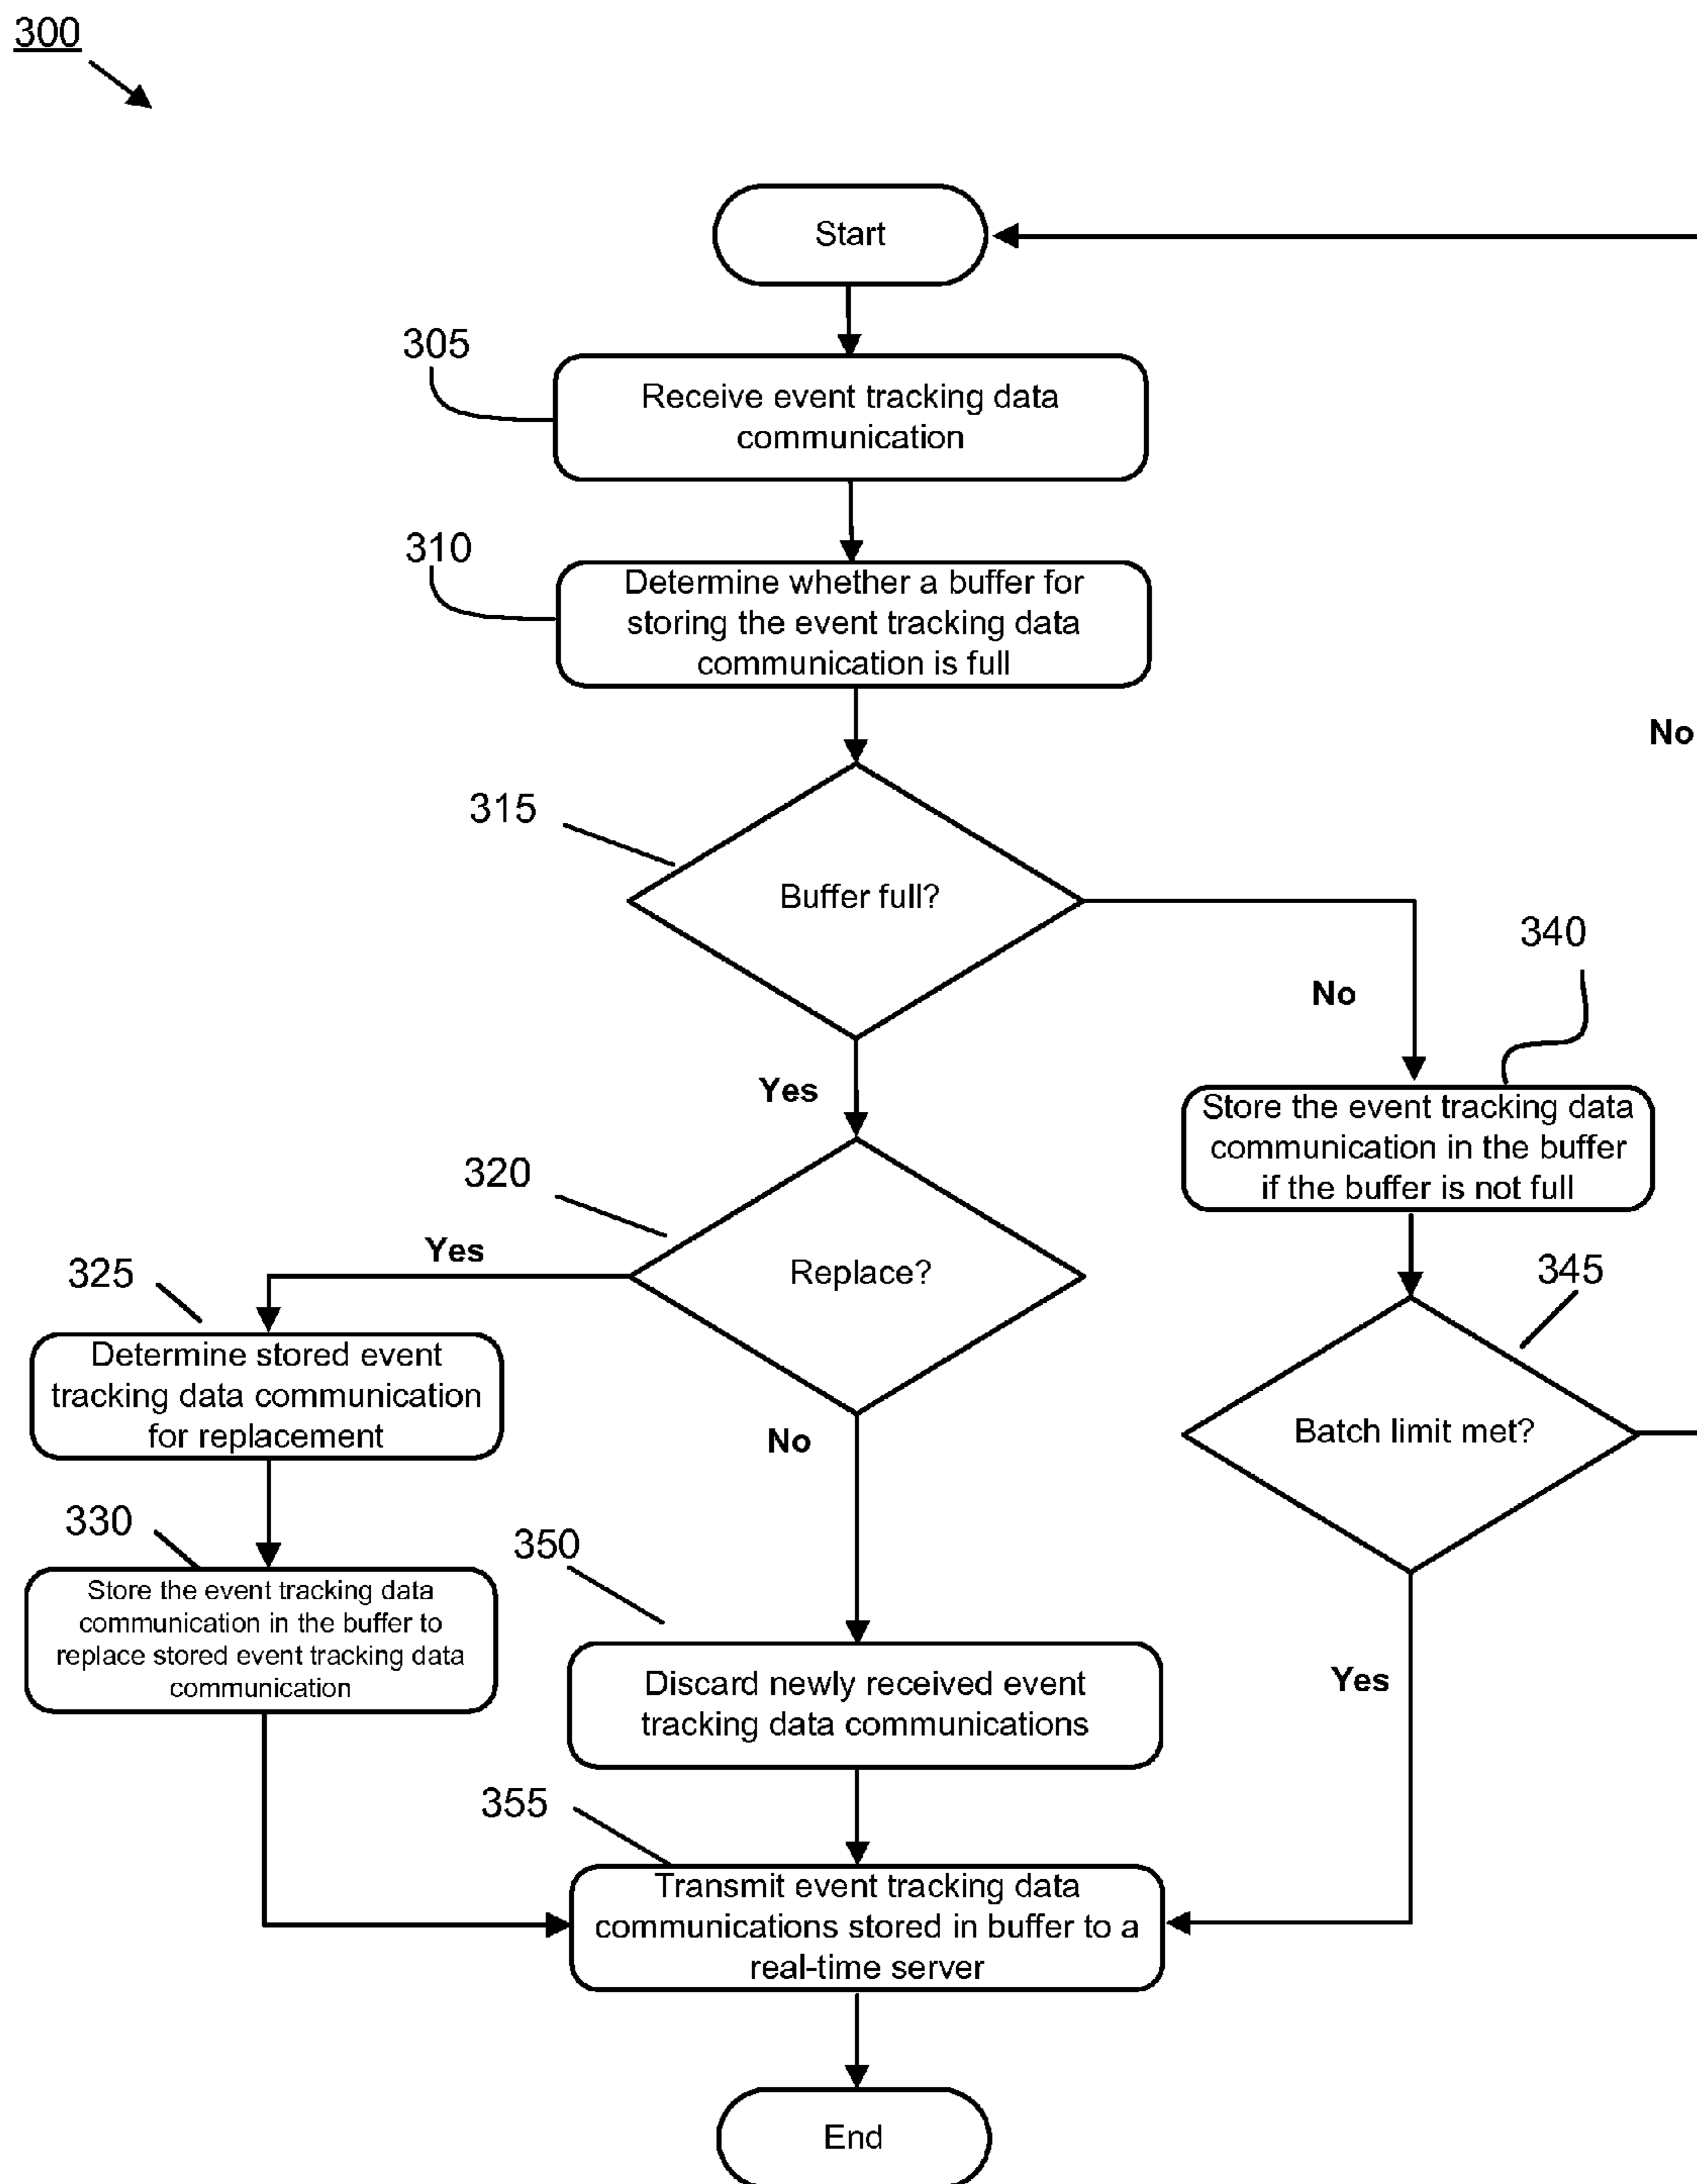 300
Start
305
Receive event tracking data
communication
310
Determine whether a buffer for
storing the event tracking data
communication is full
No
315
Buffer full?
340
No
Yes
Store the event tracking data
communication in the buffer
if the buffer is not full
320
Replace?
Yes
325
345
Determine stored event
tracking data communication
for replacement
Batch limit met?
No
330
Store the event tracking data
communication in the buffer to
replace stored event tracking data
communication
350
Discard newly received event
tracking data communications
Yes
355
Transmit event tracking data
communications stored in buffer to a
real-time server
End